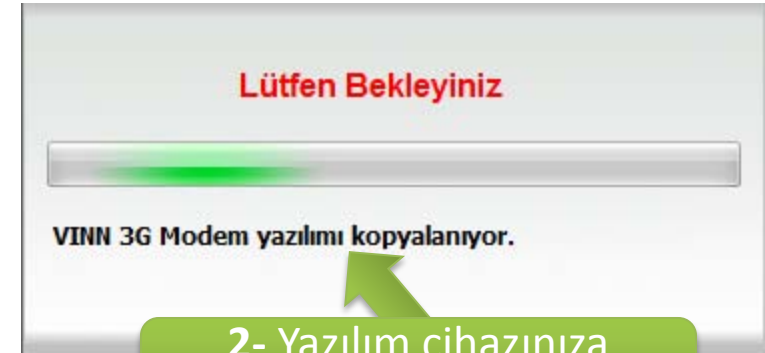 Lütfen Bekleyiniz
VINN 3G Modem yazılımı kopyalanıyor.
2- Yazılım cihazınıza